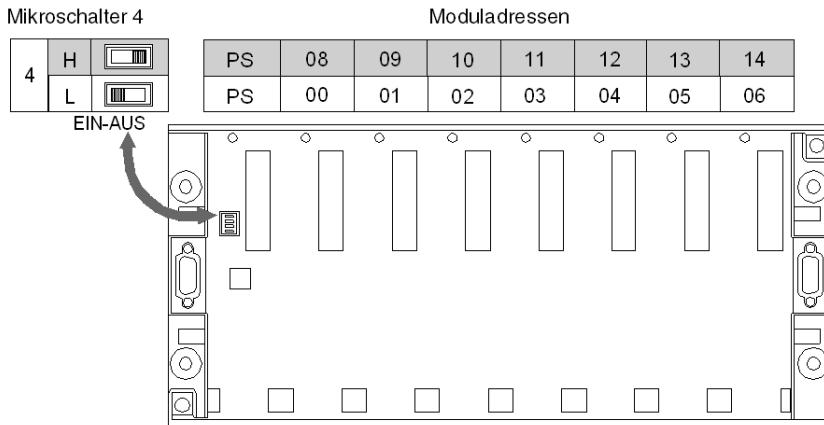 Mikroschalter 4 Moduladressen
4 H PS 08 09 10 11 12 13 14
L PS 00 01 02 03 04 05 06
EIN-AUS